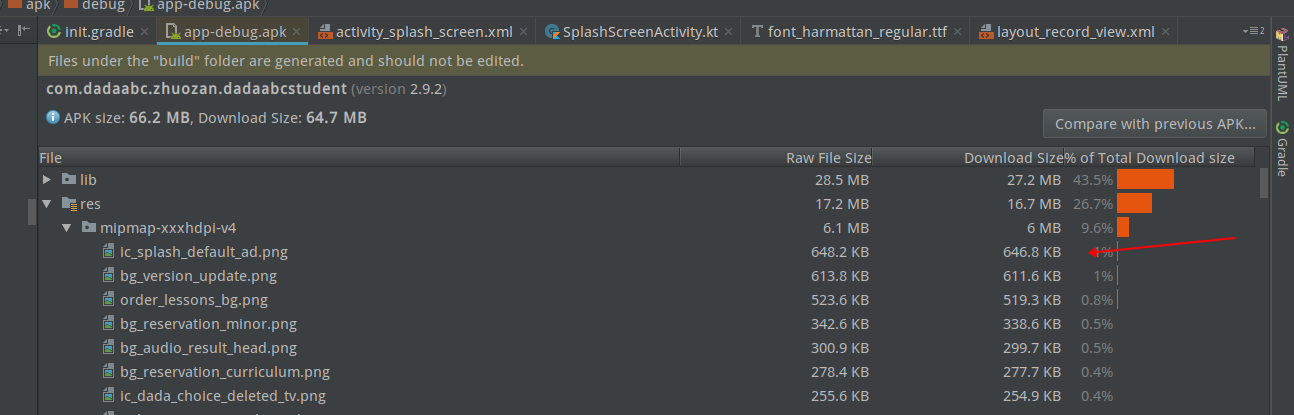 apk debug app-debug.apk
init.gradle app-debug.apk activity_splash_screen.xml SplashScreenActivity.kt font_harmattan_regular.ttf layout_record_view.xml 2
Files under the "build" folder are generated and should not be edited.
com.dadaabc.zhuozan.dadaabcstudent (version 2.9.2)
APK size: 66.2 MB, Download Size: 64.7 MB
Compare with previous APK...
File Raw File Size Download Size % of Total Download size
lib 28.5 MB 27.2 MB 43.5%
res 17.2 MB 16.7 MB 26.7%
mipmap-xxxhdpi-v4 6.1 MB 6 MB 9.6%
ic_splash_default_ad.png 648.2 KB 646.8 KB 1%
bg_version_update.png 613.8 KB 611.6 KB 1%
order_lessons_bg.png 523.6 KB 519.3 KB 0.8%
bg_reservation_minor.png 342.6 KB 338.6 KB 0.5%
bg_audio_result_head.png 300.9 KB 299.7 KB 0.5%
bg_reservation_curriculum.png 278.4 KB 277.7 KB 0.4%
ic_dada_choice_deleted_tv.png 255.6 KB 254.9 KB 0.4%
PlantUML
Gradle